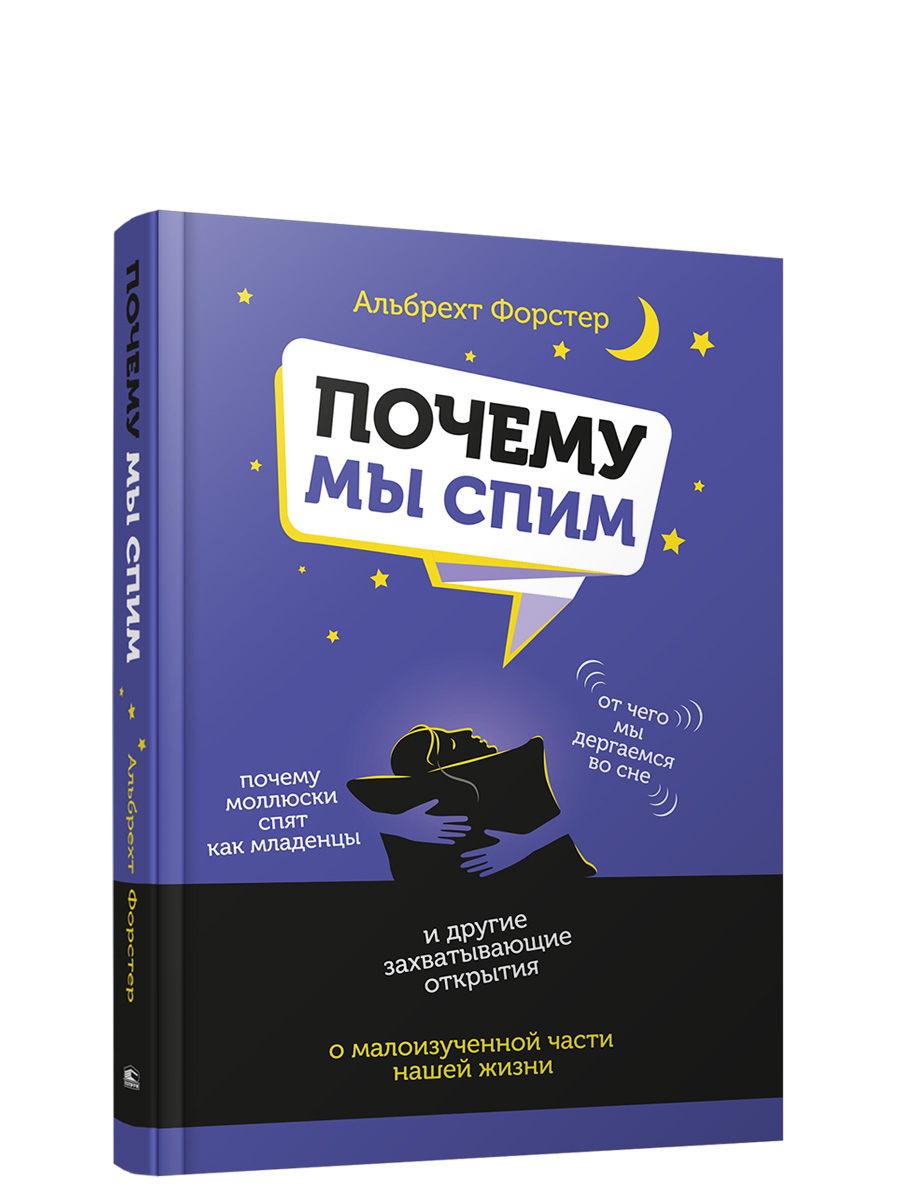 Альбрехт Форстер
ПОЧЕМУ
МЫ СПИМ
от чего
мы
дергаемся
во сне
почему
моллюски
спят
как младенцы
и другие
захватывающие
открытия
о малоизученной части
нашей жизни
ПОЧЕМУ МЫ СПИМ
Альбрехт Форстер